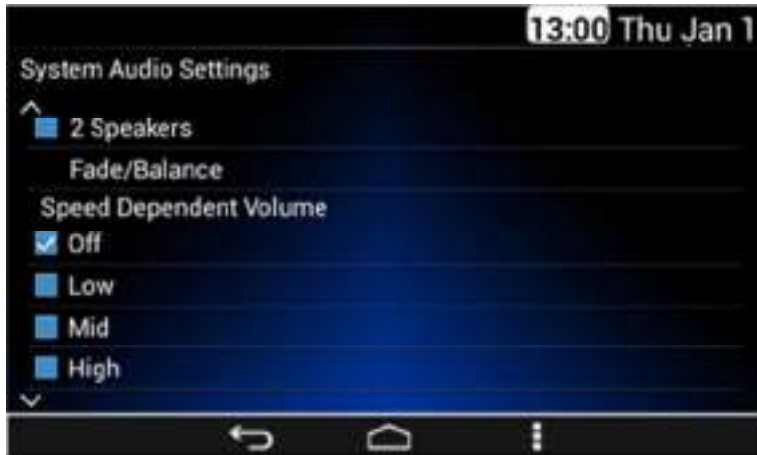 13:00 Thu Jan 1
System Audio Settings
2 Speakers
Fade/Balance
Speed Dependent Volume
Off
Low
Mid
High